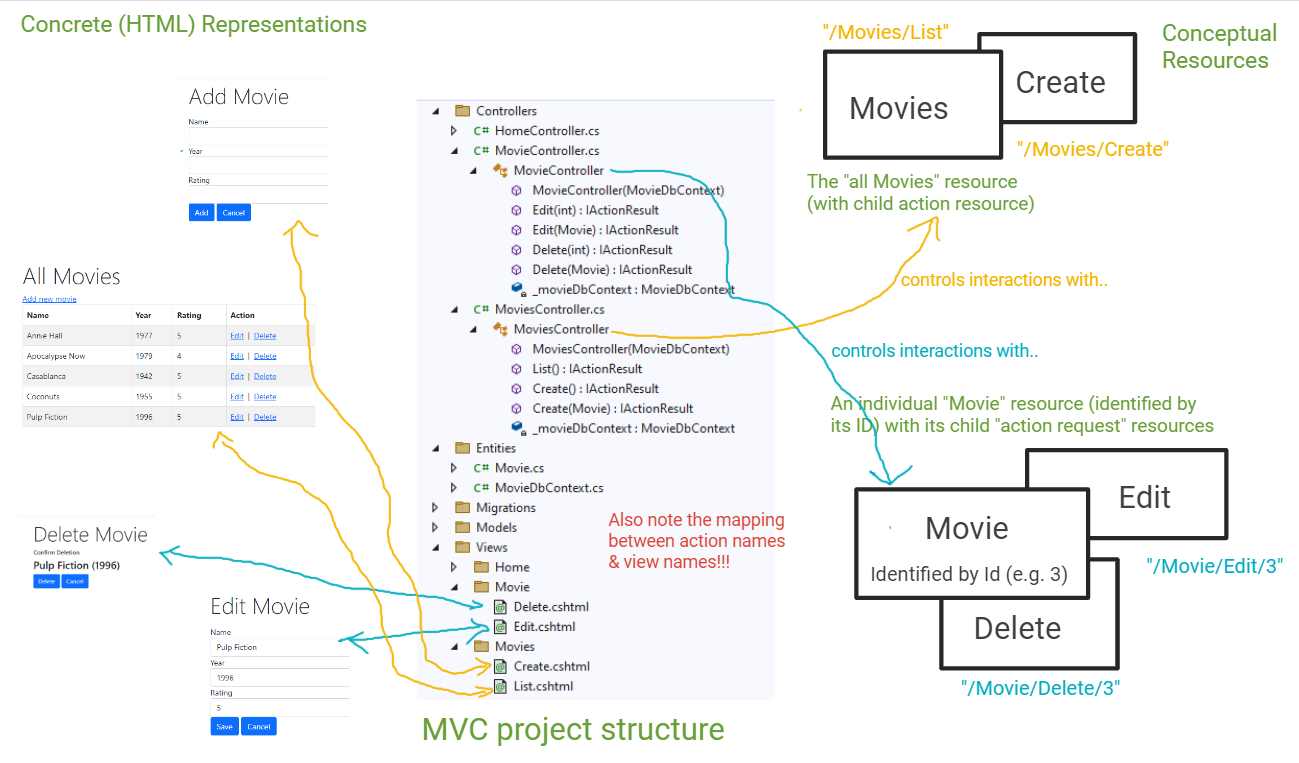 Concrete (HTML) Representations
Add Movie
Name
Year
Rating
Add Cancel
All Movies
Add new movie
Name Year Rating Action
Annie Hall 1977 5 Edit | Delete
Apocalypse Now 1979 4 Edit | Delete
Casablanca 1942 5 Edit | Delete
Coconuts 1955 5 Edit | Delete
Pulp Fiction 1996 5 Edit | Delete
Delete Movie
Confirm Deletion
Pulp Fiction (1996)
Delete Cancel
Edit Movie
Name
Pulp Fiction
Year
1996
Rating
5
Save Cancel
Controllers
C# HomeController.cs
C# MovieController.cs
MovieController
MovieController(MovieDbContext)
Edit(int) : IActionResult
Edit(Movie) : IActionResult
Delete(int) : IActionResult
Delete(Movie) : IActionResult
_movieDbContext : MovieDbContext
C# MoviesController.cs
MoviesController
MoviesController(MovieDbContext)
List() : IActionResult
Create() : IActionResult
Create(Movie) : IActionResult
_movieDbContext : MovieDbContext
Entities
C# Movie.cs
C# MovieDbContext.cs
Migrations
Models
Views
Home
Movie
Delete.cshtml
Edit.cshtml
Movies
Create.cshtml
List.cshtml
Also note the mapping
between action names
& view names!!!
MVC project structure
"/Movies/List"
Conceptual
Resources
Movies
Create
"/Movies/Create"
The "all Movies" resource
(with child action resource)
controls interactions with..
controls interactions with..
An individual "Movie" resource (identified by
its ID) with its child "action request" resources
Movie
Identified by Id (e.g. 3)
Edit
"/Movie/Edit/3"
Delete
"/Movie/Delete/3"